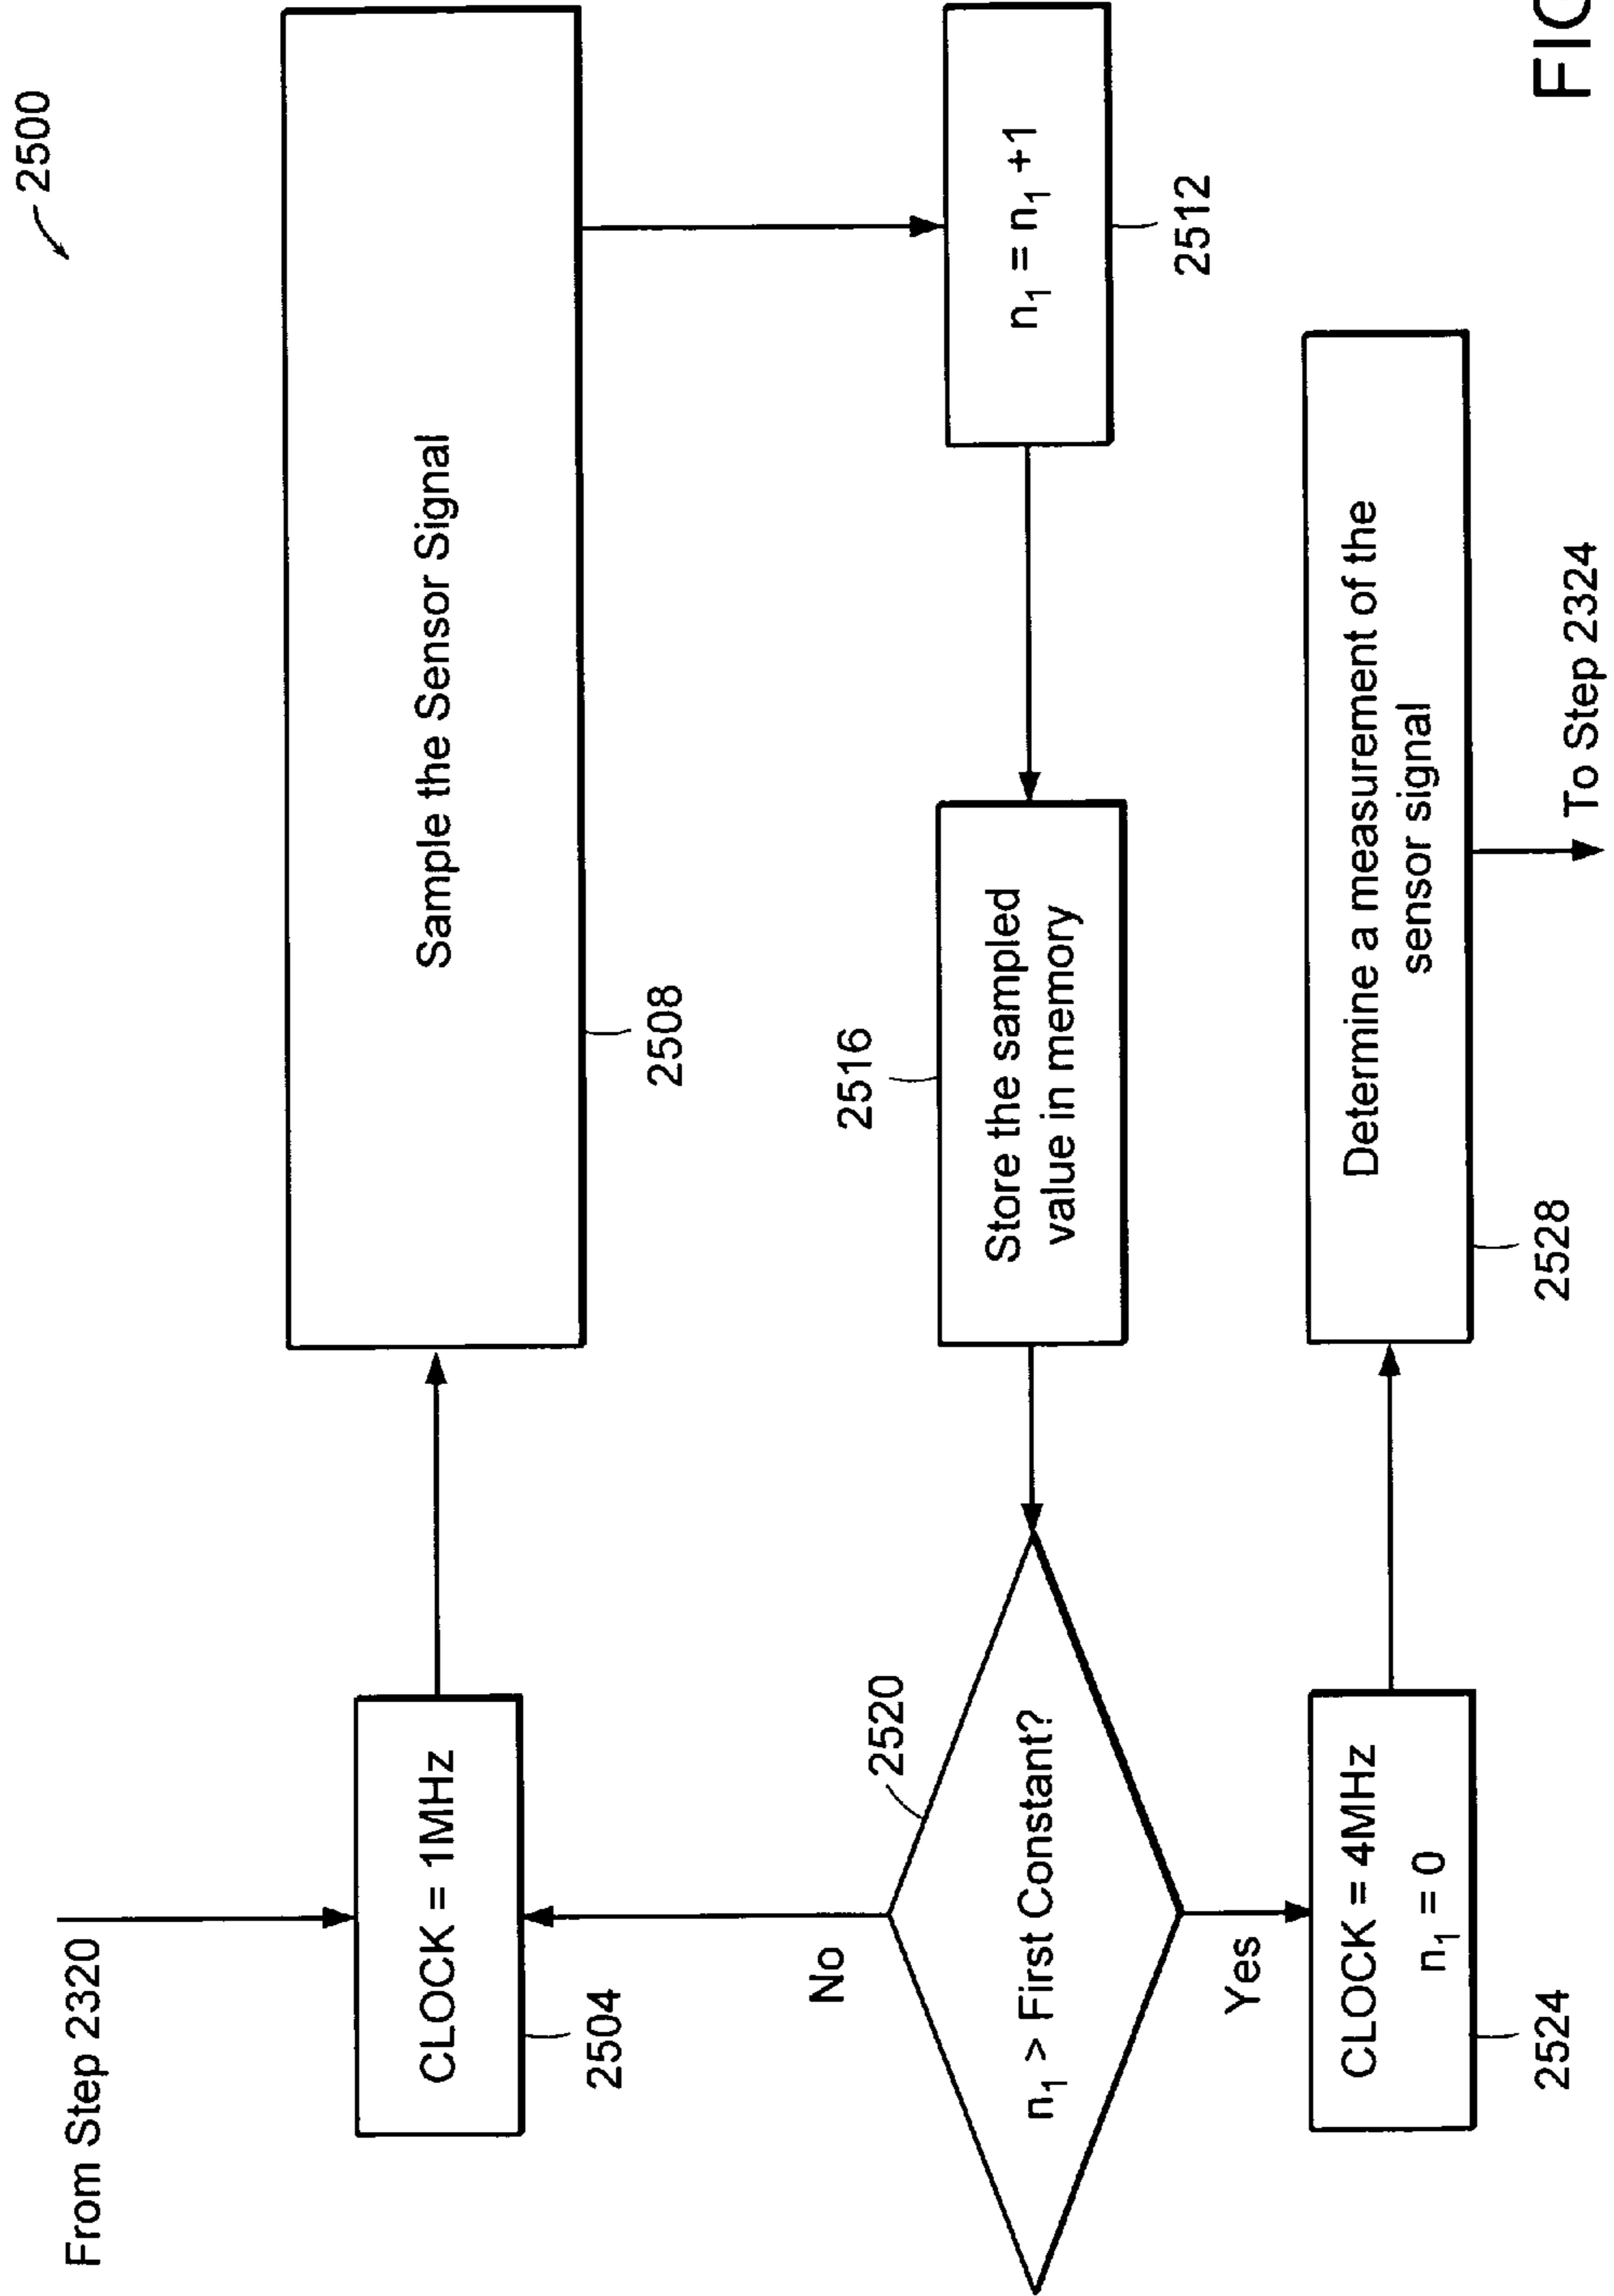 2500
From Step 2320
CLOCK = 1MHz
2504
Sample the Sensor Signal
2508
n₁ = n₁ +1
2512
2516
Store the sampled
value in memory
2520
n₁ > First Constant?
No
Yes
CLOCK = 4MHz
n₁ = 0
2524
Determine a measurement of the
sensor signal
2528
To Step 2324